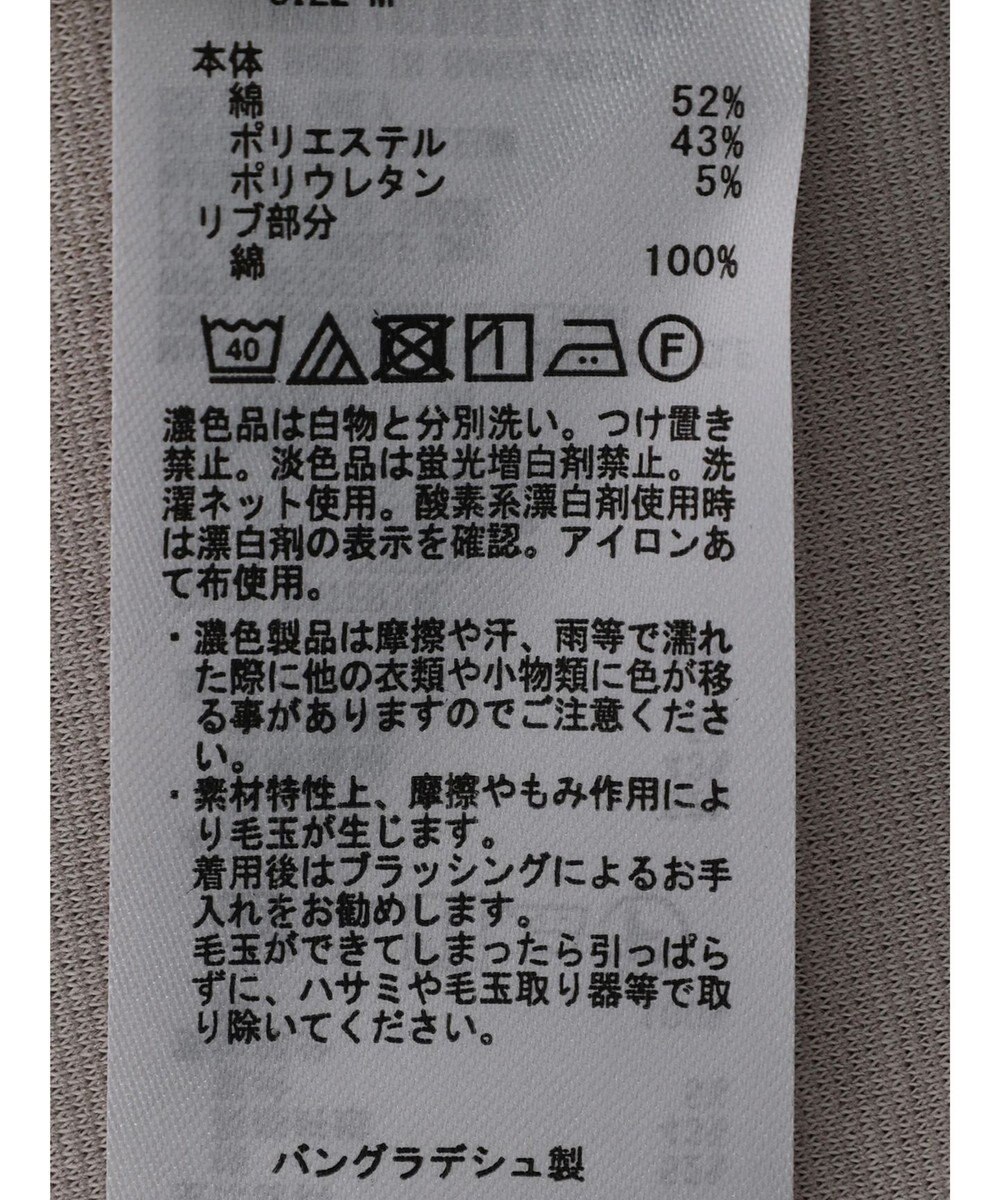 本体
綿 52%
ポリエステル 43%
ポリウレタン 5%
リブ部分
綿 100%
40
F
濃色品は白物と分別洗い。つけ置き
禁止。淡色品は蛍光増白剤禁止。洗
濯ネット使用。酸素系漂白剤使用時
は漂白剤の表示を確認。アイロンあ
て布使用。
・濃色製品は摩擦や汗、雨等で濡れ
た際に他の衣類や小物類に色が移
る事がありますのでご注意くださ
い。
・素材特性上、摩擦やもみ作用によ
り毛玉が生じます。
着用後はブラッシングによるお手
入れをお勧めします。
毛玉ができてしまったら引っぱら
ずに、ハサミや毛玉取り器等で取
り除いてください。
バングラデシュ製